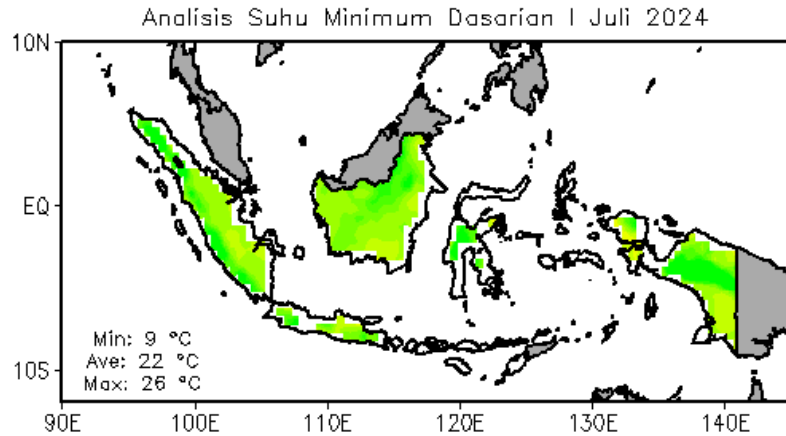 Analisis Suhu Minimum Dasarian I Juli 2024
10N
EQ
10S
Min: 9 °C
Ave: 22 °C
Max: 26 °C
90E 100E 110E 120E 130E 140E